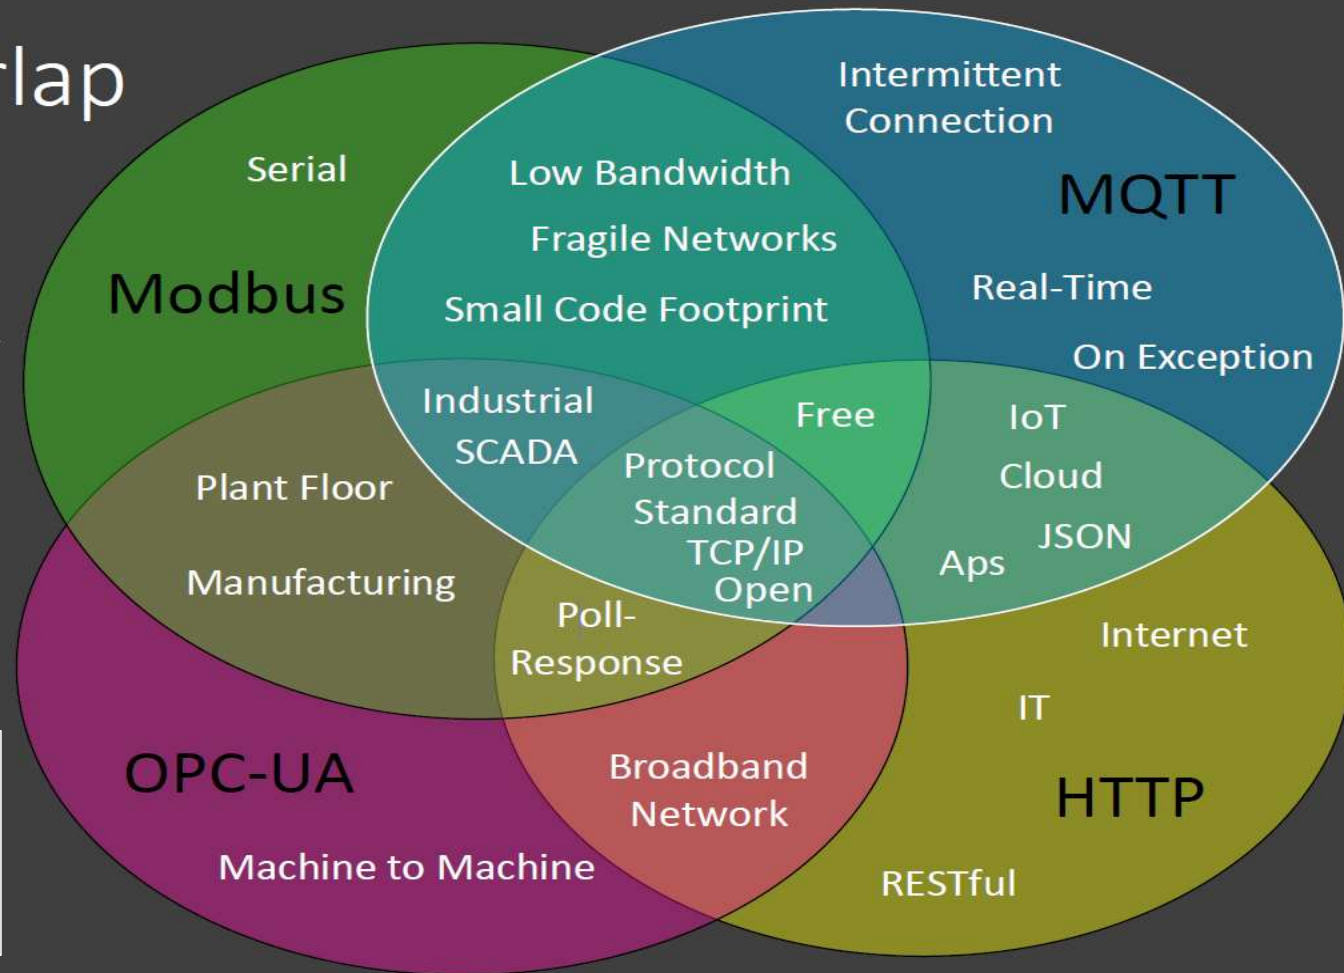 rlap
Intermittent
Connection
MQTT
Real-Time
On Exception
Serial
Modbus
Low Bandwidth
Fragile Networks
Small Code Footprint
Industrial
SCADA
Free
IoT
Cloud
JSON
Aps
Protocol
Standard
TCP/IP
Open
Plant Floor
Manufacturing
Poll-
Response
Internet
IT
HTTP
RESTful
OPC-UA
Machine to Machine
Broadband
Network